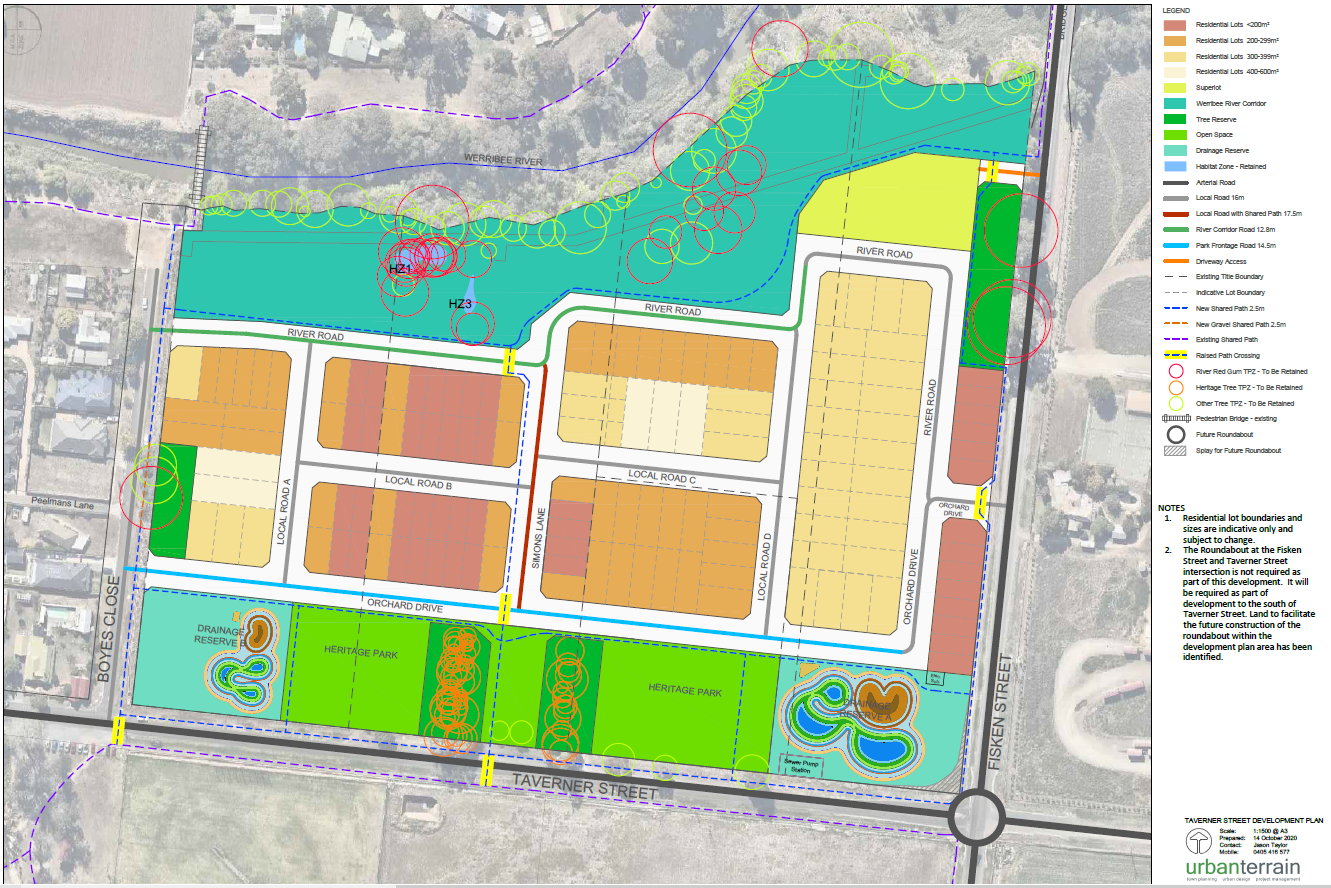 LEGEND
Residential Lots <200m²
Residential Lots 200-299m²
Residential Lots 300-399m²
Residential Lots 400-600m²
Superlot
Werribee River Corridor
Tree Reserve
Open Space
Drainage Reserve
Habitat Zone - Retained
Arterial Road
Local Road 16m
Local Road with Shared Path 17.5m
River Corridor Road 12.8m
Park Frontage Road 14.5m
Driveway Access
Existing Title Boundary
Indicative Lot Boundary
New Shared Path 2.5m
New Gravel Shared Path 2.5m
Existing Shared Path
Raised Path Crossing
River Red Gum TPZ - To Be Retained
Heritage Tree TPZ - To Be Retained
Other Tree TPZ - To Be Retained
Pedestrian Bridge - existing
Future Roundabout
Splay for Future Roundabout
NOTES
1. Residential lot boundaries and
sizes are indicative only and
subject to change.
2. The Roundabout at the Fisken
Street and Taverner Street
intersection is not required as
part of this development. It will
be required as part of
development to the south of
Taverner Street. Land to facilitate
the future construction of the
roundabout within the
development plan area has been
identified.
TAVERNER STREET DEVELOPMENT PLAN
Scale: 1:1500 @ A3
Prepared: 14 October 2020
Contact: Jason Taylor
Mobile: 0405 416 577
urbanterrain
town planning urban design project management
WERRIBEE RIVER
HZ1
HZ3
RIVER ROAD
RIVER ROAD
RIVER ROAD
RIVER ROAD
LOCAL ROAD A
LOCAL ROAD B
LOCAL ROAD C
LOCAL ROAD D
SIMONS LANE
ORCHARD
DRIVE
ORCHARD DRIVE
ORCHARD DRIVE
Peelmans Lane
BOYES CLOSE
DRAINAGE
RESERVE B
HERITAGE PARK
HERITAGE PARK
DRAINAGE
RESERVE A
Sewer Pump
Station
TAVERNER STREET
FISKEN STREET